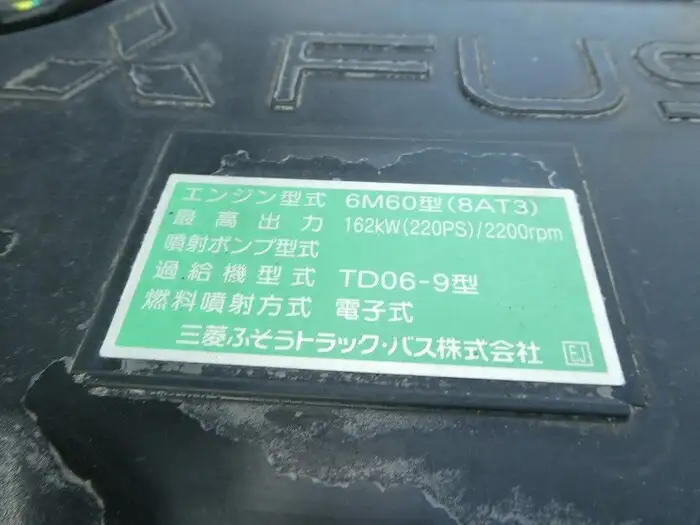 FUS
エンジン型式 6M60型(8AT3)
最高出力 162kW(220PS)/2200rpm
噴射ポンプ型式
過給機型式 TD06-9型
燃料噴射方式 電子式
三菱ふそうトラック・バス株式会社 EJ